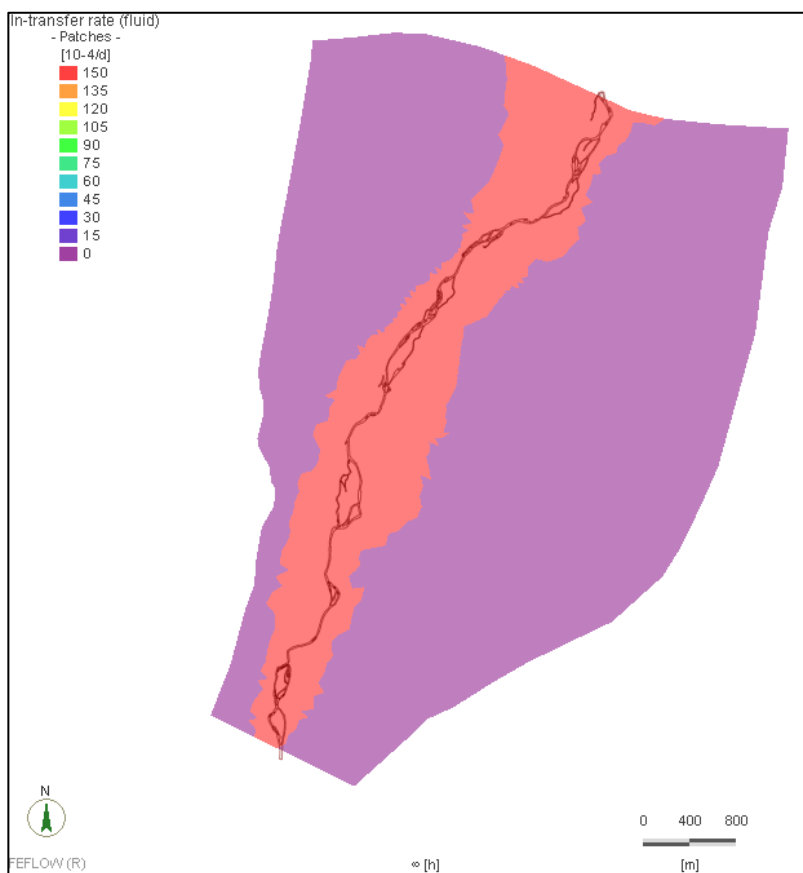 In-transfer rate (fluid)
- Patches -
[10-4/d]
150
135
120
105
90
75
60
45
30
15
0
N
0 400 800
FEFLOW (R)
∞ [h]
[m]